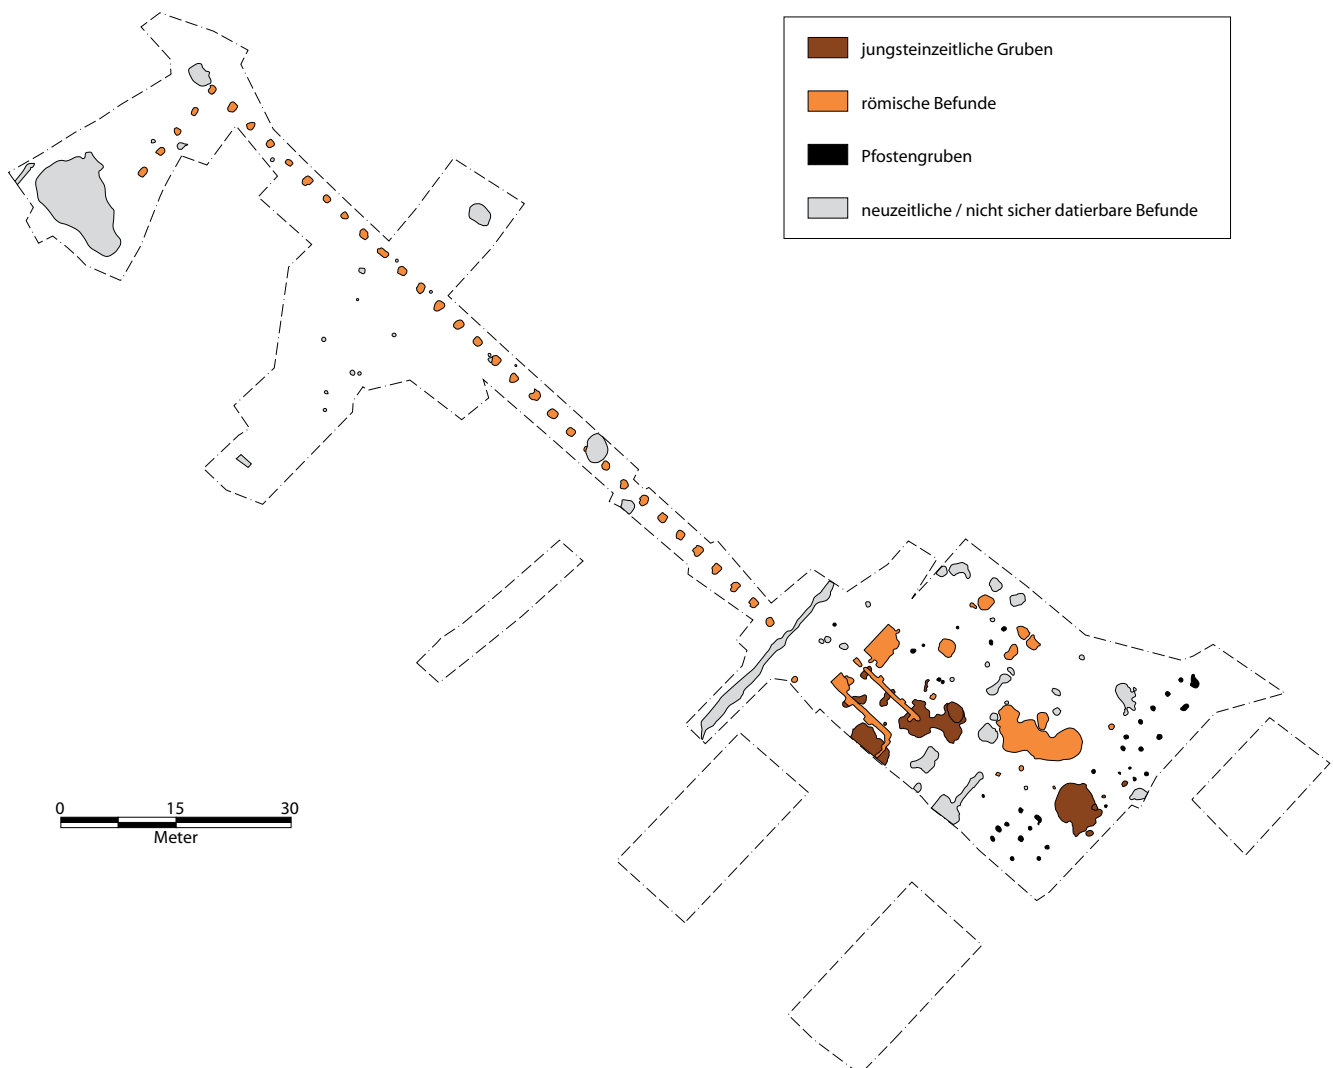 jungsteinzeitliche Gruben
römische Befunde
Pfostengruben
neuzeitliche / nicht sicher datierbare Befunde
0 15 30
Meter